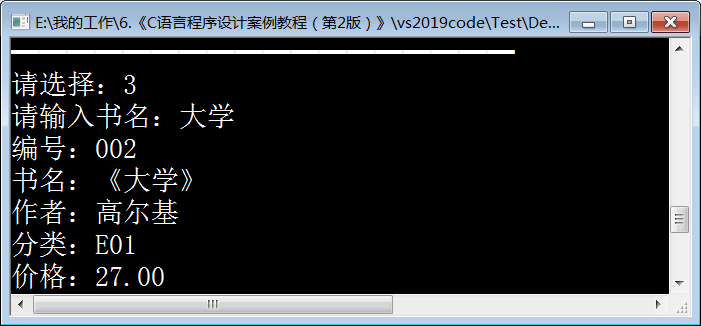 E:\我的工作\6.《C语言程序设计案例教程（第2版）》\vs2019code\Test\De...
请选择：3
请输入书名：大学
编号：002
书名：《大学》
作者：高尔基
分类：E01
价格：27.00